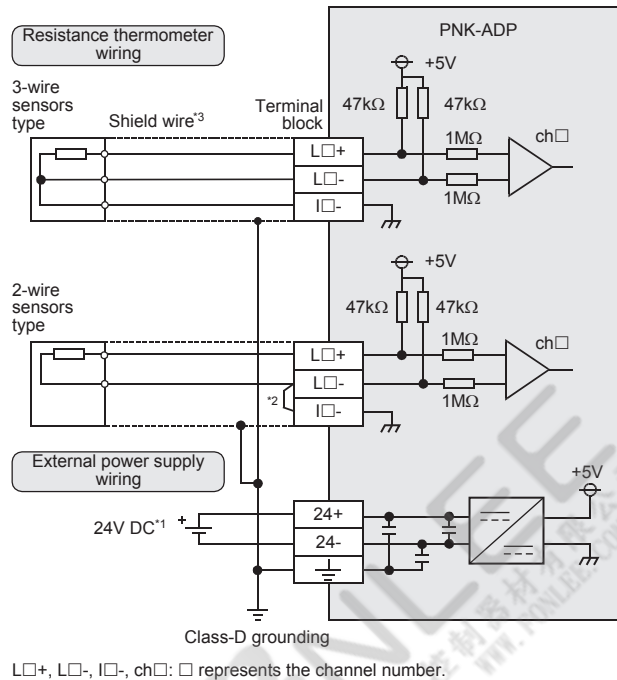 Resistance thermometer
wiring
PNK-ADP
+5V
47kΩ
47kΩ
3-wire
sensors
type
Shield wire*3
Terminal
block
L□+
L□-
I□-
1MΩ
1MΩ
ch□
+5V
47kΩ
47kΩ
2-wire
sensors
type
L□+
L□-
I□-
*2
1MΩ
1MΩ
ch□
External power supply
wiring
+5V
24V DC*1
+
24+
24-
Class-D grounding
L□+, L□-, I□-, ch□: □ represents the channel number.